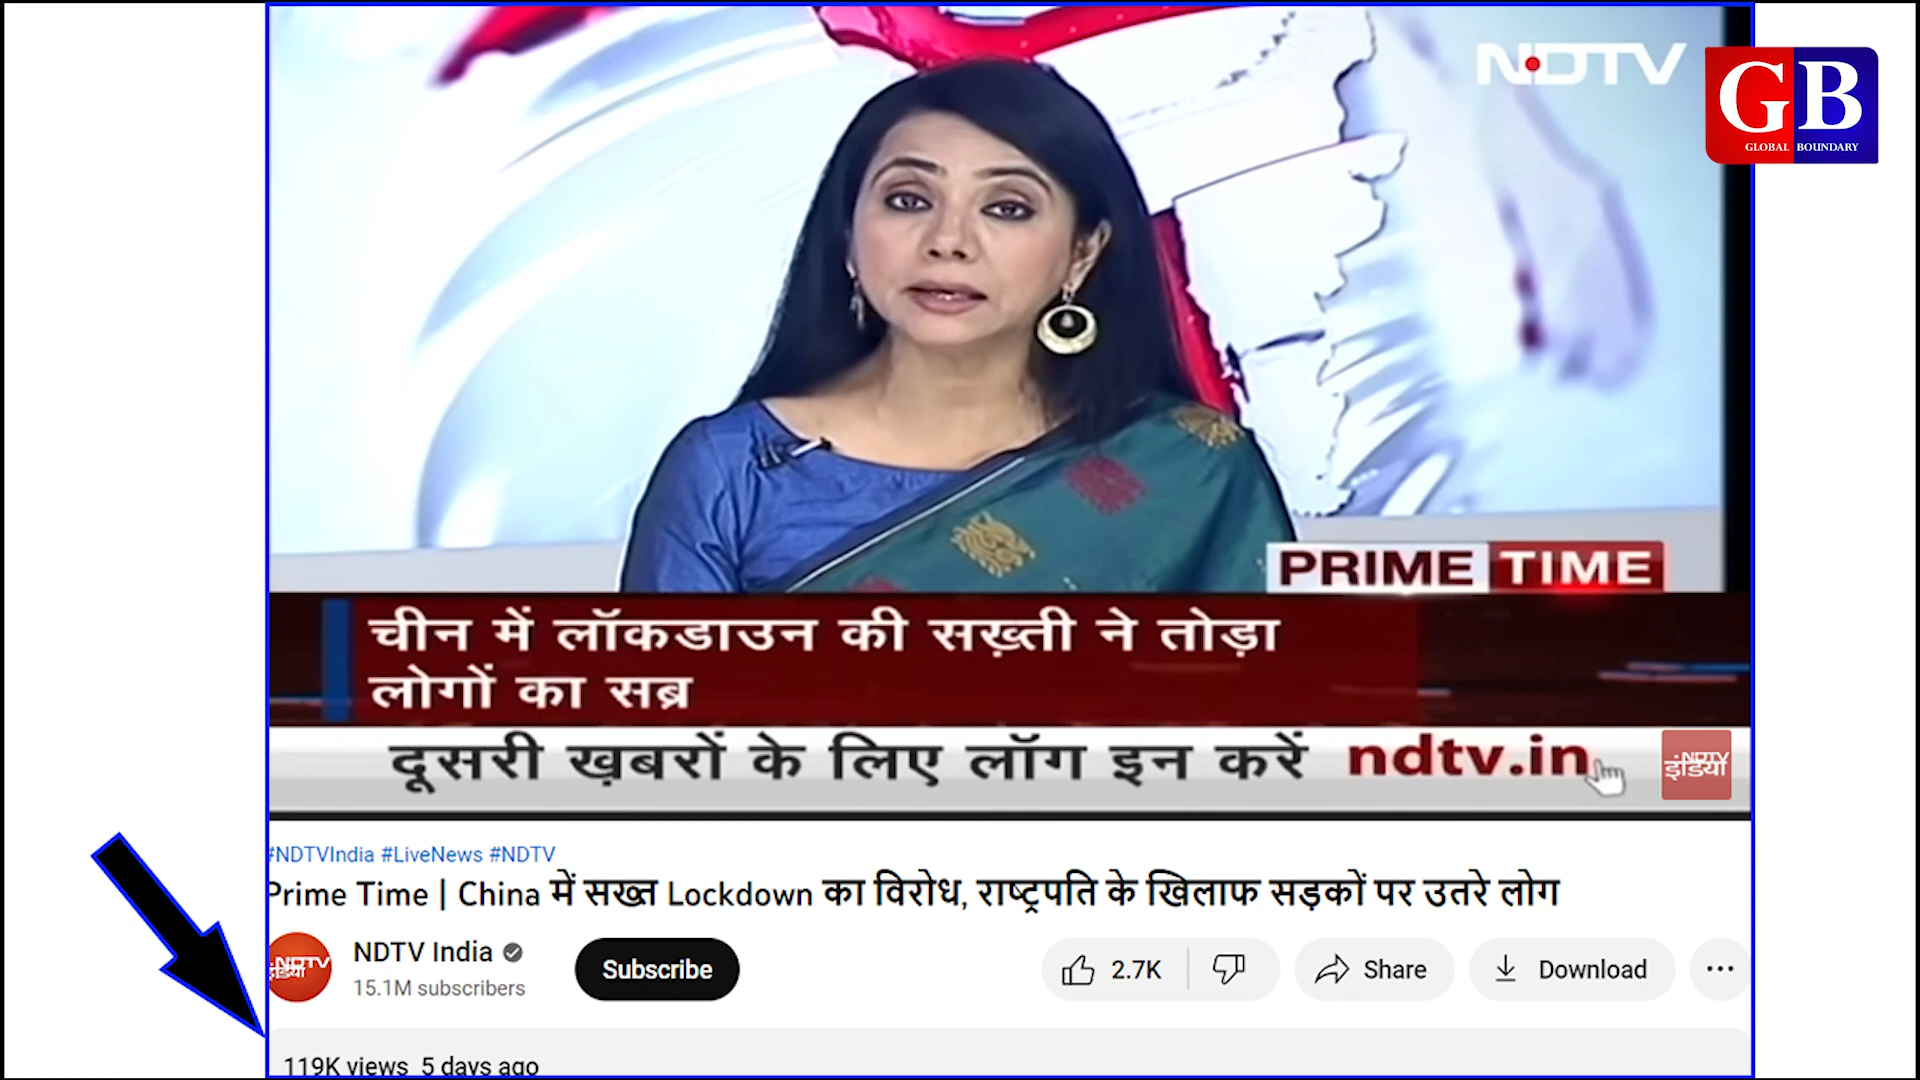 NDTV
GB
GLOBAL BOUNDARY
PRIME TIME
चीन में लॉकडाउन की सख़्ती ने तोड़ा
लोगों का सब्र
दूसरी ख़बरों के लिए लॉग इन करें ndtv.in
NDTV
इंडिया
#NDTVIndia #LiveNews #NDTV
Prime Time | China में सख्त Lockdown का विरोध, राष्ट्रपति के खिलाफ सड़कों पर उतरे लोग
NDTV
इंडिया
NDTV India
15.1M subscribers
Subscribe
2.7K
Share
Download
119K views 5 days ago